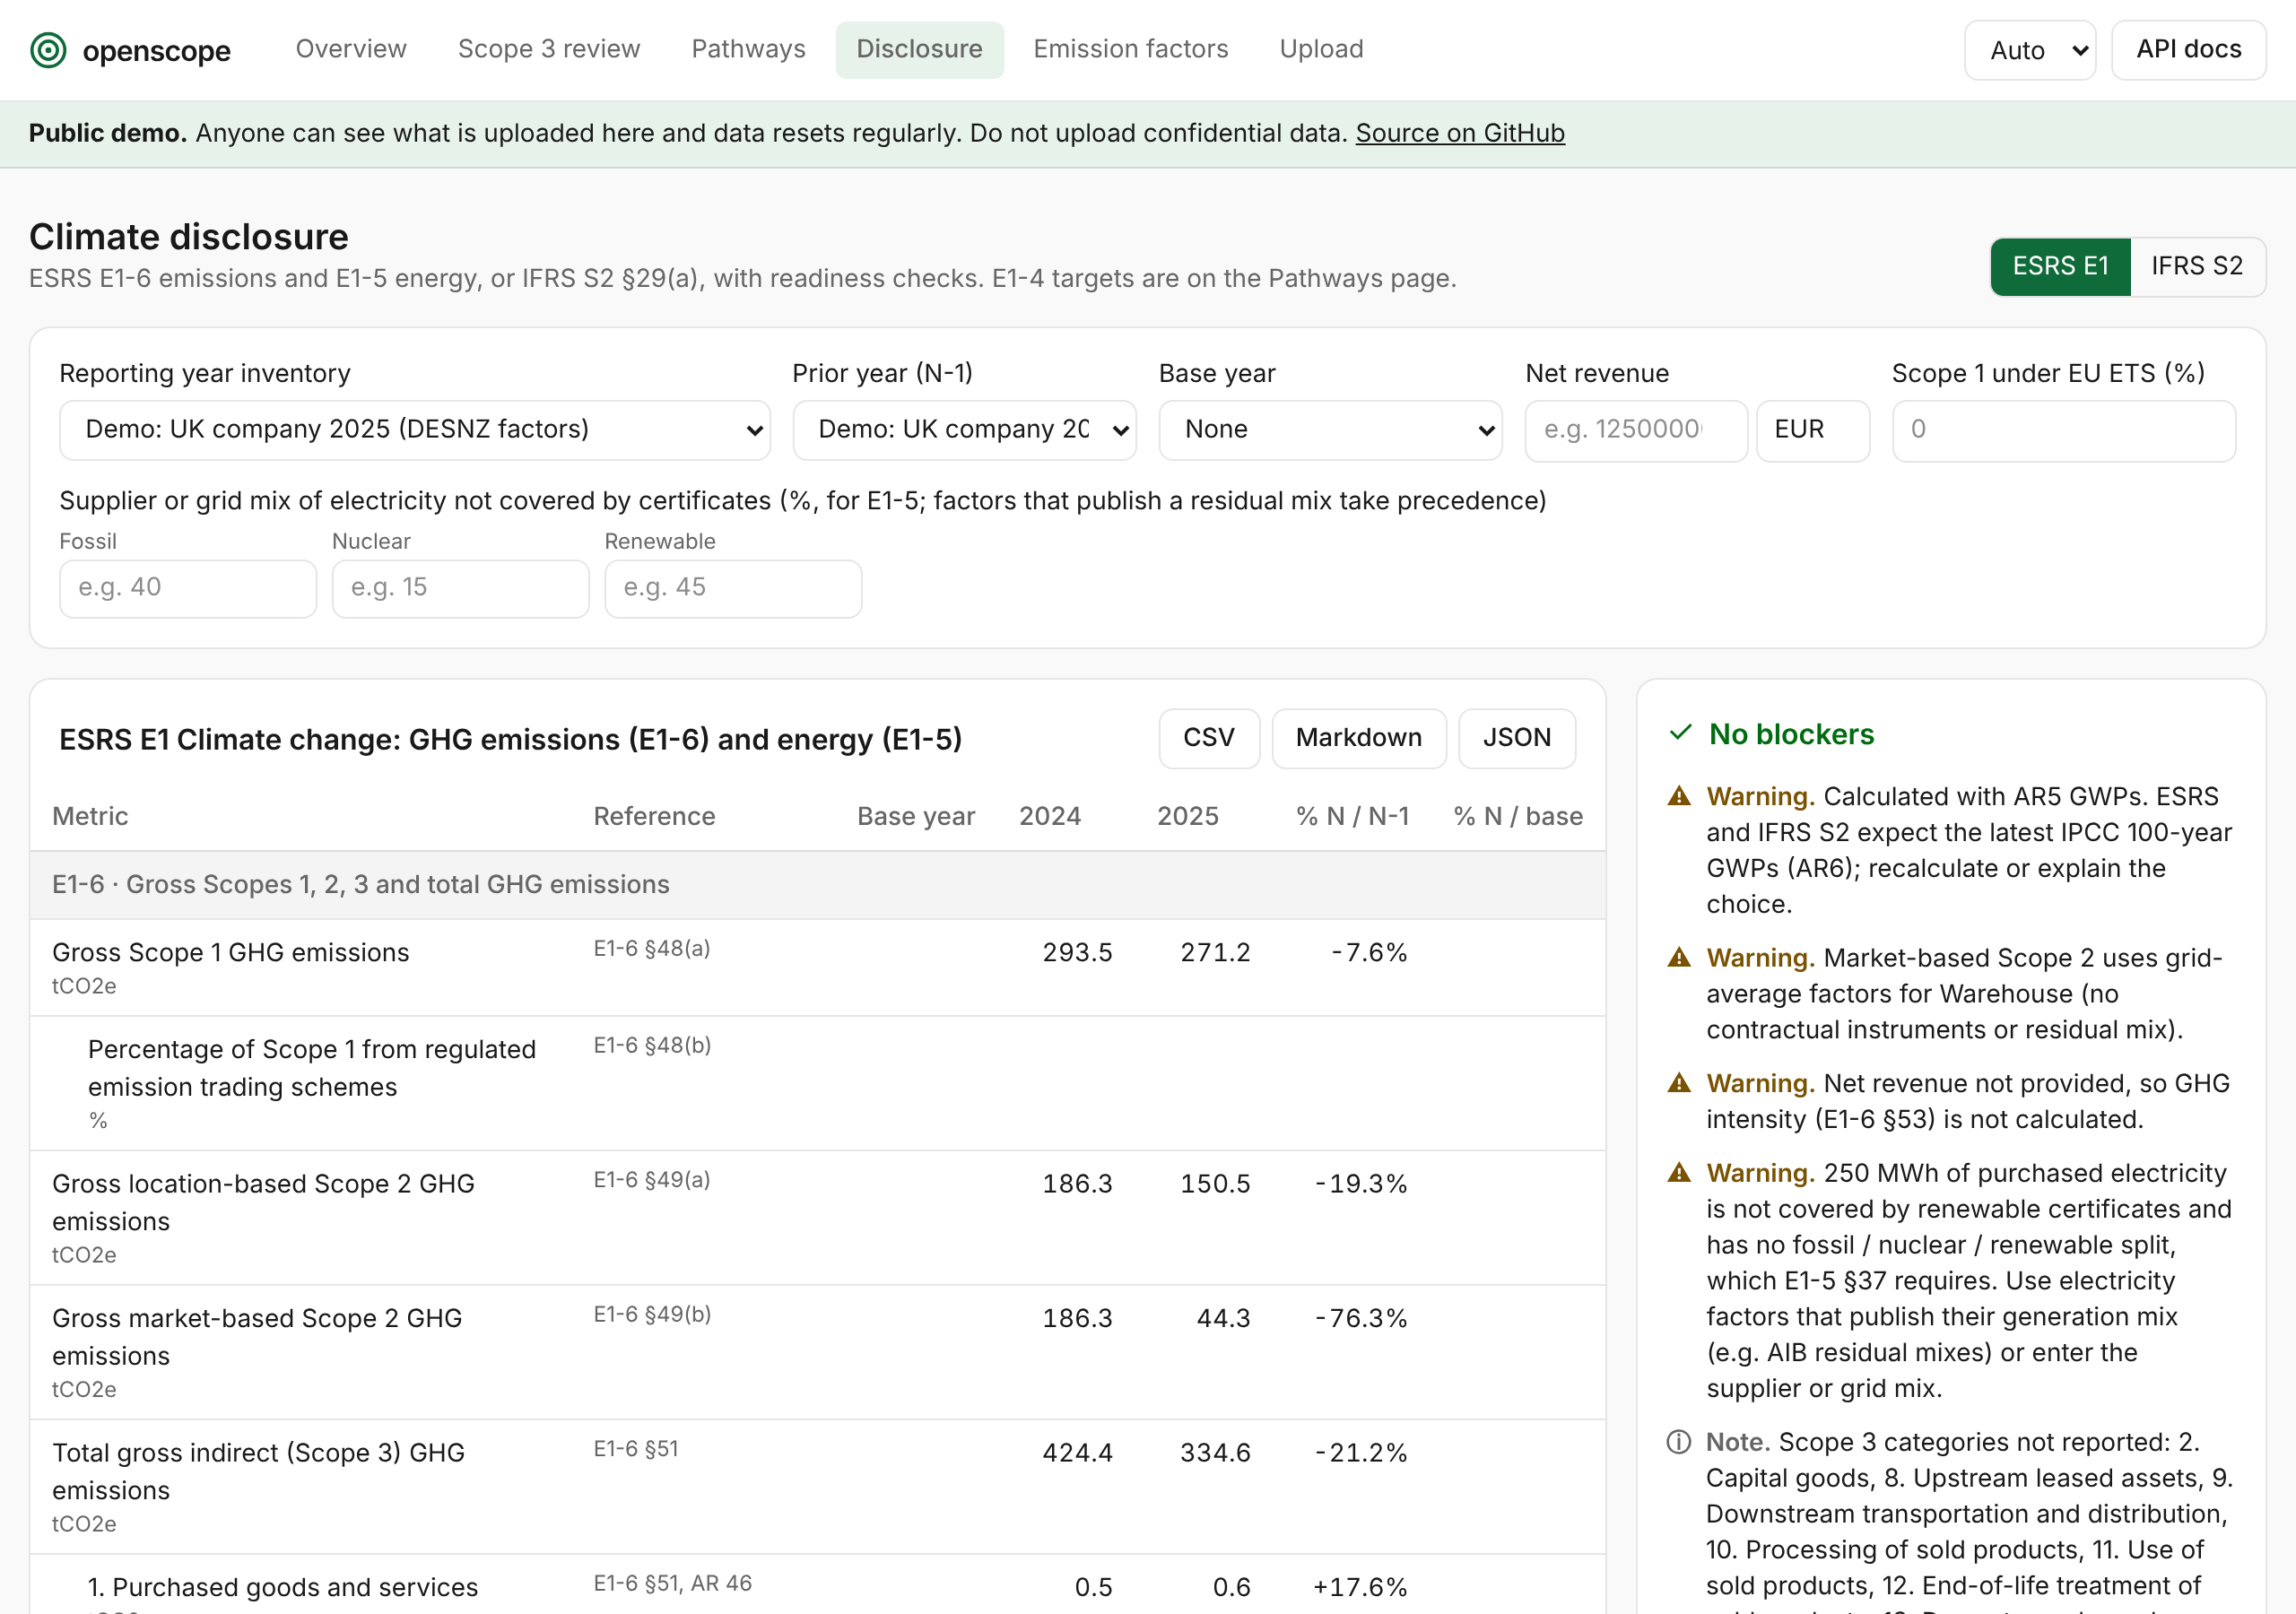 openscope
Overview
Scope 3 review
Pathways
Disclosure
Emission factors
Upload
Auto
API docs
Public demo. Anyone can see what is uploaded here and data resets regularly. Do not upload confidential data. Source on GitHub
Climate disclosure
ESRS E1-6 emissions and E1-5 energy, or IFRS S2 §29(a), with readiness checks. E1-4 targets are on the Pathways page.
ESRS E1
IFRS S2
Reporting year inventory
Demo: UK company 2025 (DESNZ factors)
Prior year (N-1)
Demo: UK company 20
Base year
None
Net revenue
e.g. 1250000
EUR
Scope 1 under EU ETS (%)
0
Supplier or grid mix of electricity not covered by certificates (%, for E1-5; factors that publish a residual mix take precedence)
Fossil
e.g. 40
Nuclear
e.g. 15
Renewable
e.g. 45
ESRS E1 Climate change: GHG emissions (E1-6) and energy (E1-5)
CSV
Markdown
JSON
Metric Reference Base year 2024 2025 % N / N-1 % N / base
E1-6 · Gross Scopes 1, 2, 3 and total GHG emissions
Gross Scope 1 GHG emissions E1-6 §48(a) 293.5 271.2 -7.6%
tCO2e
Percentage of Scope 1 from regulated E1-6 §48(b)
emission trading schemes
%
Gross location-based Scope 2 GHG E1-6 §49(a) 186.3 150.5 -19.3%
emissions
tCO2e
Gross market-based Scope 2 GHG E1-6 §49(b) 186.3 44.3 -76.3%
emissions
tCO2e
Total gross indirect (Scope 3) GHG E1-6 §51 424.4 334.6 -21.2%
emissions
tCO2e
1. Purchased goods and services E1-6 §51, AR 46 0.5 0.6 +17.6%
No blockers
Warning. Calculated with AR5 GWPs. ESRS
and IFRS S2 expect the latest IPCC 100-year
GWPs (AR6); recalculate or explain the
choice.
Warning. Market-based Scope 2 uses grid-
average factors for Warehouse (no
contractual instruments or residual mix).
Warning. Net revenue not provided, so GHG
intensity (E1-6 §53) is not calculated.
Warning. 250 MWh of purchased electricity
is not covered by renewable certificates and
has no fossil / nuclear / renewable split,
which E1-5 §37 requires. Use electricity
factors that publish their generation mix
(e.g. AIB residual mixes) or enter the
supplier or grid mix.
Note. Scope 3 categories not reported: 2.
Capital goods, 8. Upstream leased assets, 9.
Downstream transportation and distribution,
10. Processing of sold products, 11. Use of
sold products, 12. End-of-life treatment of